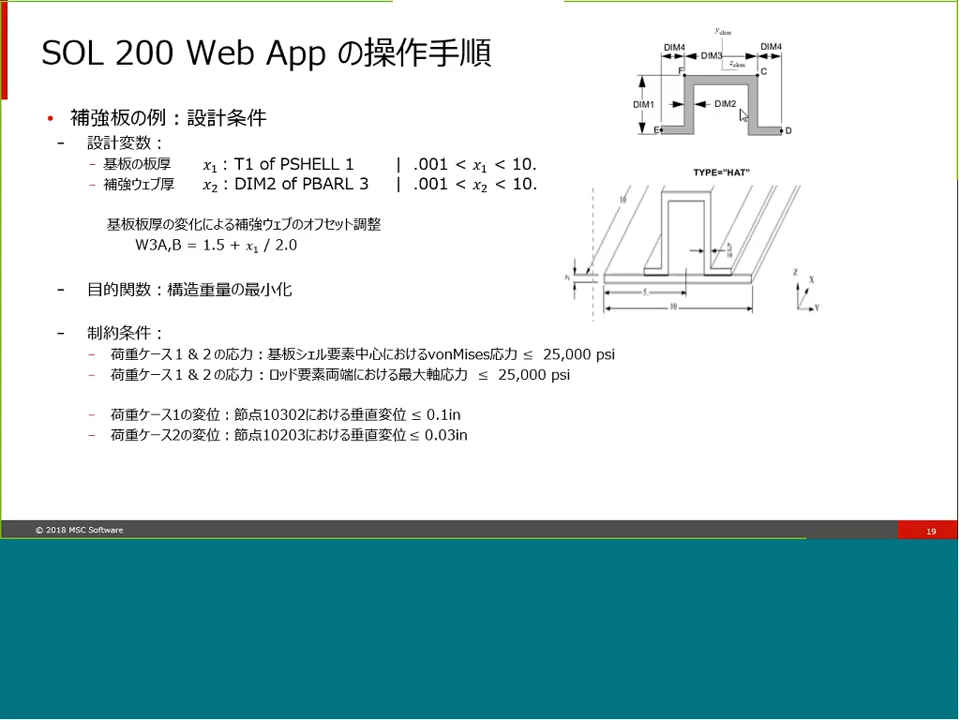 SOL 200 Web App の操作手順
• 補強板の例：設計条件
– 設計変数：
– 基板の板厚 x₁ : T1 of PSHELL 1 | .001 < x₁ < 10.
– 補強ウェブ厚 x₂ : DIM2 of PBARL 3 | .001 < x₂ < 10.
基板板厚の変化による補強ウェブのオフセット調整
W3A,B = 1.5 + x₁ / 2.0
– 目的関数：構造重量の最小化
– 制約条件：
– 荷重ケース１＆２の応力：基板シェル要素中心におけるvonMises応力 ≤ 25,000 psi
– 荷重ケース１＆２の応力：ロッド要素両端における最大軸応力 ≤ 25,000 psi
– 荷重ケース1の変位：節点10302における垂直変位 ≤ 0.1in
– 荷重ケース2の変位：節点10203における垂直変位 ≤ 0.03in
yelem
DIM4 DIM3 DIM4
zelem
F C
DIM1 DIM2
E D
TYPE="HAT"
10
x₁
5.
10
Z
X
Y
© 2018 MSC Software
19